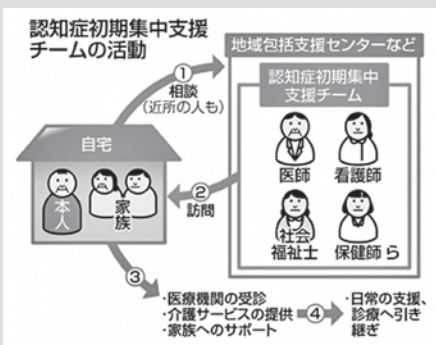 認知症初期集中支援
チームの活動
①
相談
(近所の人も)
地域包括支援センターなど
認知症初期集中
支援チーム
医師
看護師
社会
福祉士
保健師 ら
自宅
本人
家族
②
訪問
③
・医療機関の受診
・介護サービスの提供
・家族へのサポート
④
・日常の支援、
診療へ引き
継ぎ